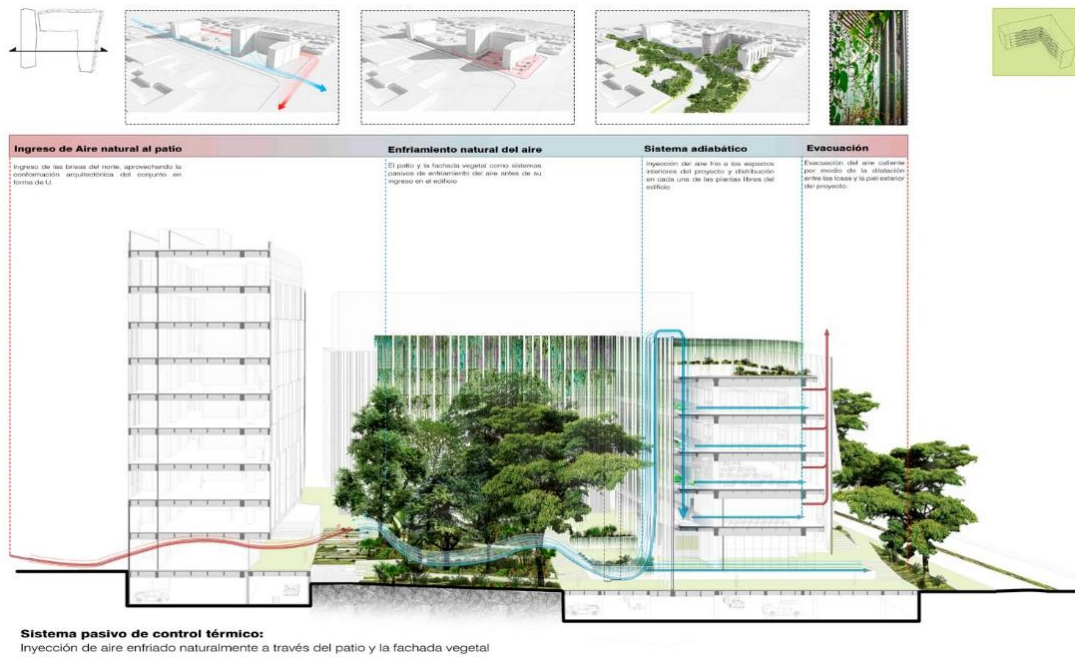 Ingreso de Aire natural al patio
Ingreso de las brisas del norte, aprovechando la
conformación arquitectónica del conjunto en
forma de U.
Enfriamiento natural del aire
El patio y la fachada vegetal como sistemas
pasivos de enfriamiento del aire antes de su
ingreso en el edificio
Sistema adiabático
Inyección del aire frio a los espacios
interiores del proyecto y distribución
en cada una de las plantas libres del
edificio
Evacuación
Evacuación del aire caliente
por medio de la dilatación
entre las losas y la piel exterior
del proyecto.
Sistema pasivo de control térmico:
Inyección de aire enfriado naturalmente a través del patio y la fachada vegetal